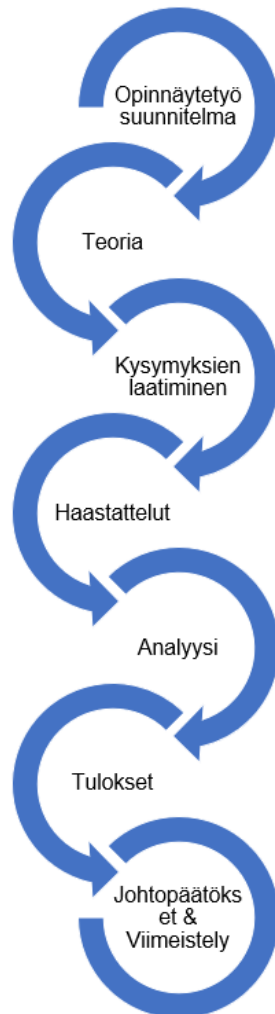 Opinnäytetyö
suunnitelma
Teoria
Kysymyksien
laatiminen
Haastattelut
Analyysi
Tulokset
Johtopäätöks
et &
Viimeistely